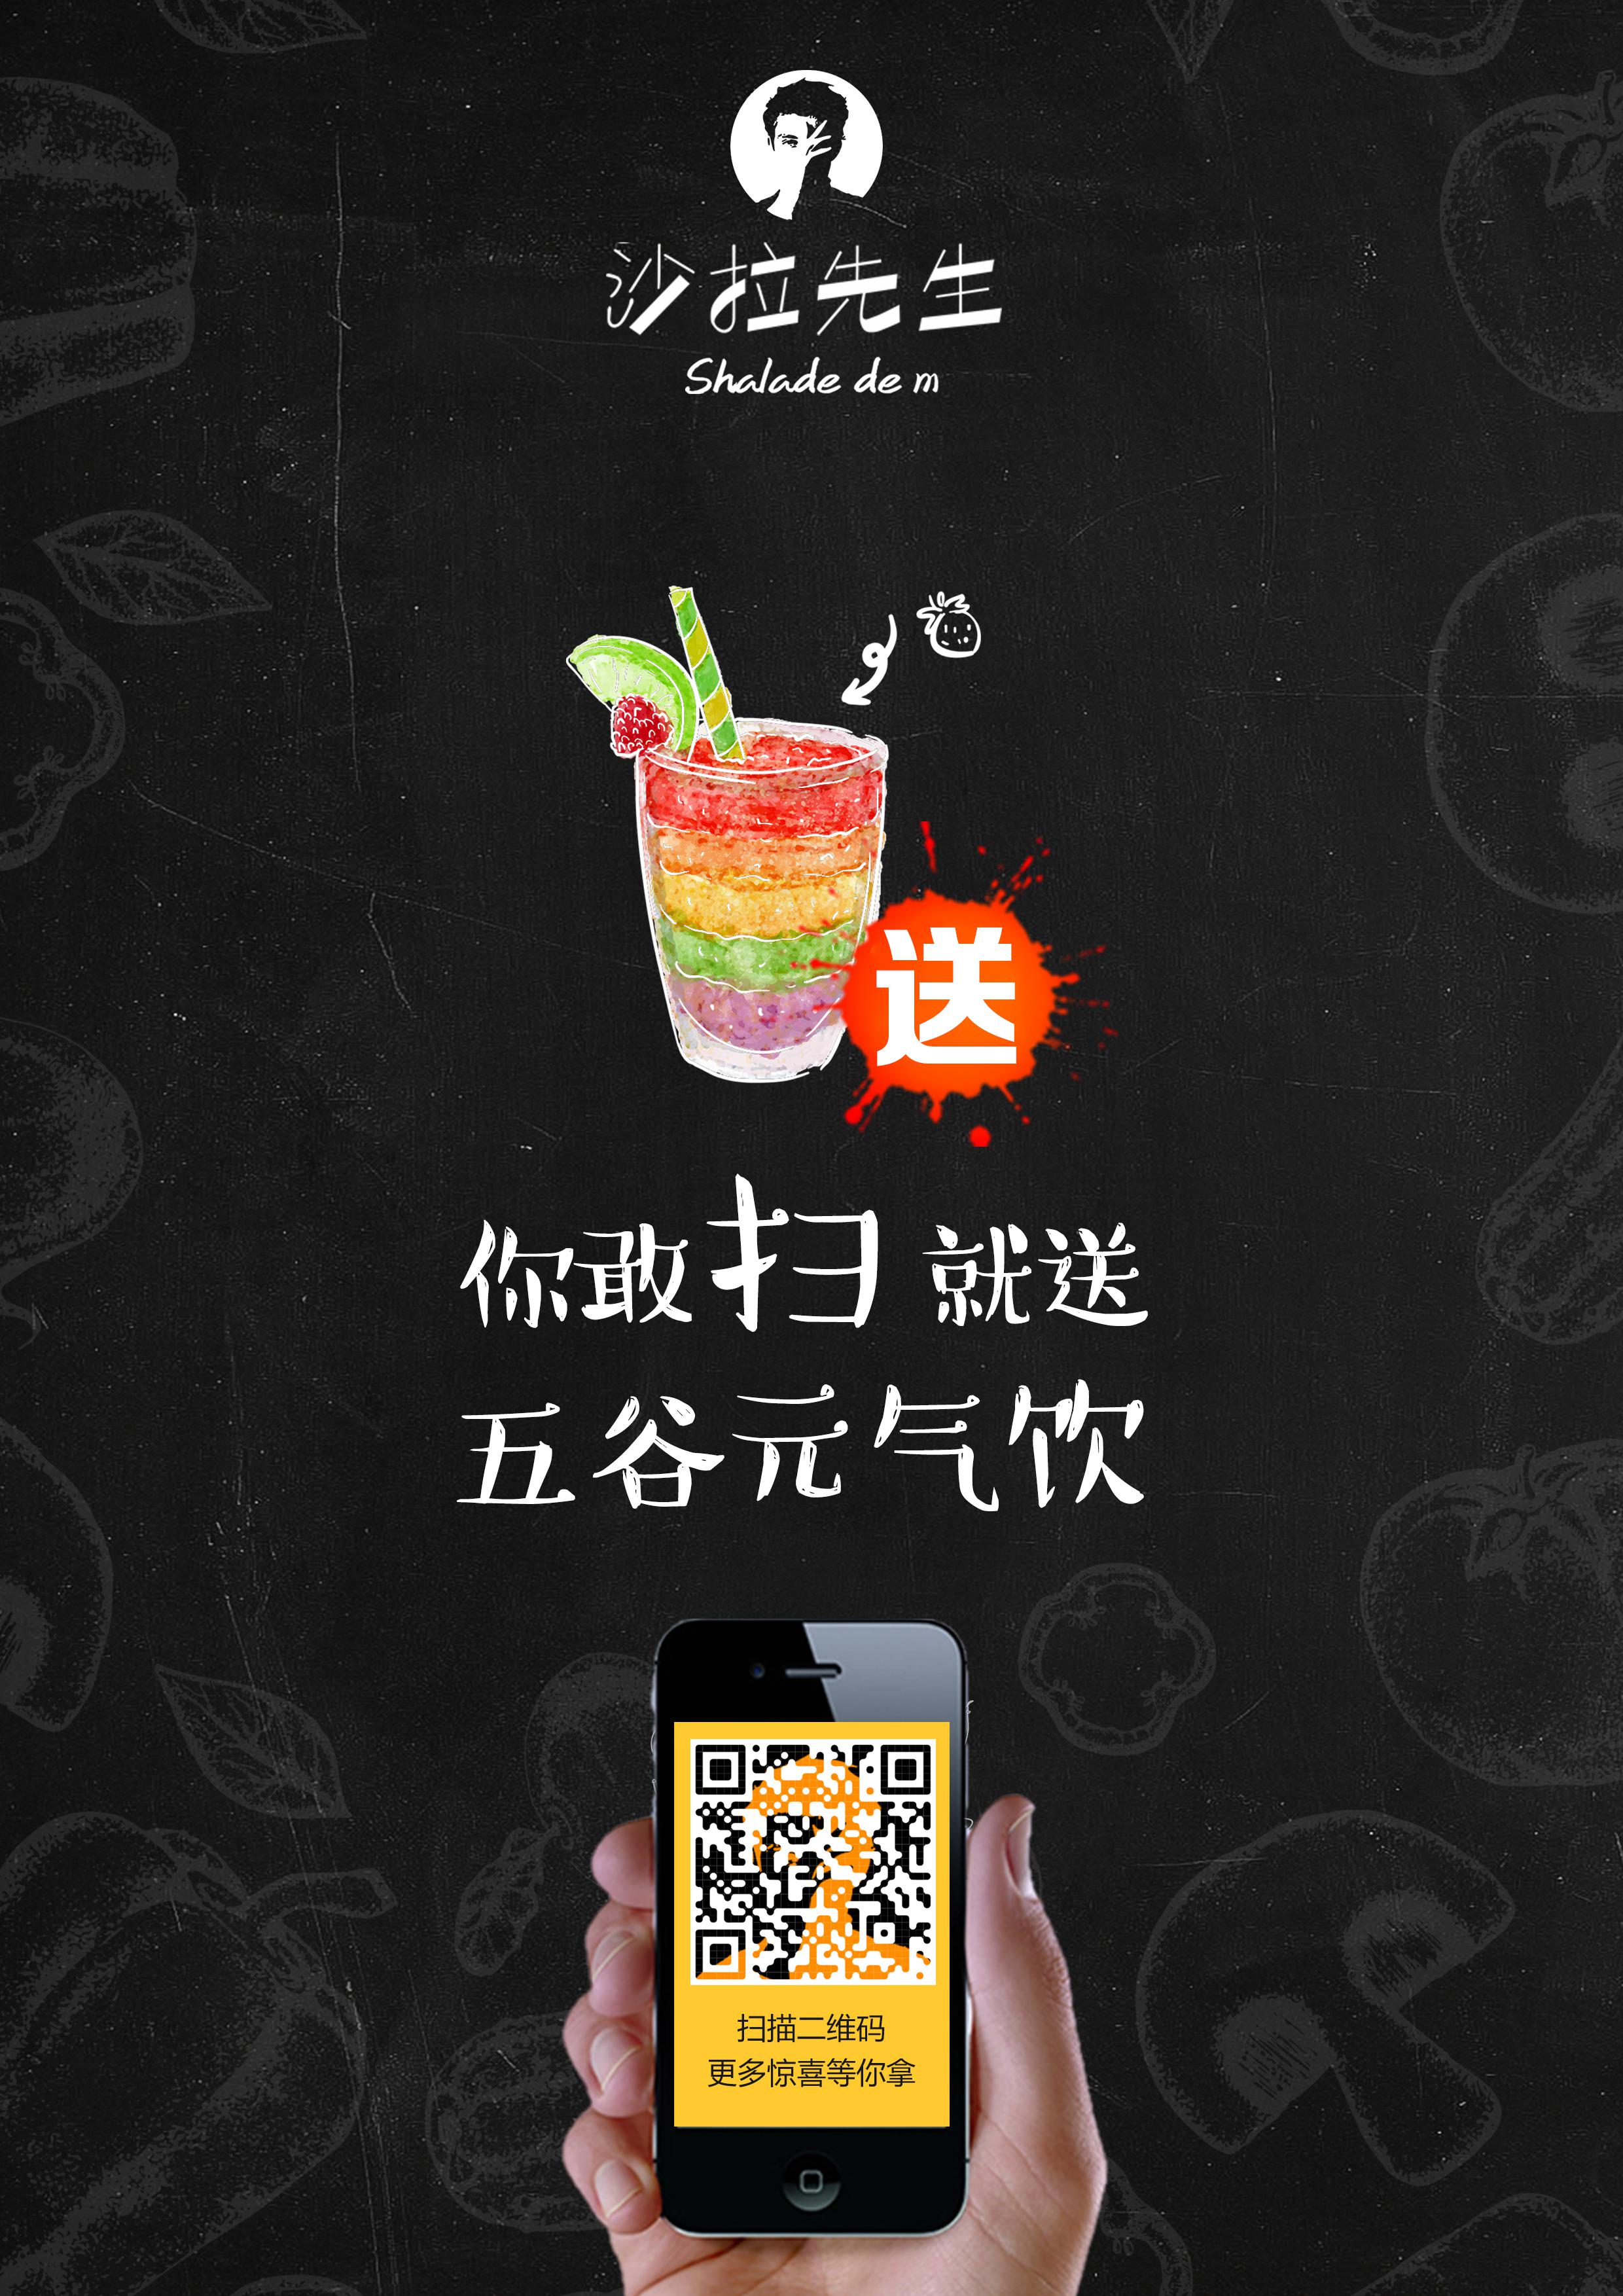 沙拉先生
Shalade de m
送
你敢扫 就送
五谷元气饮
扫描二维码
更多惊喜等你拿